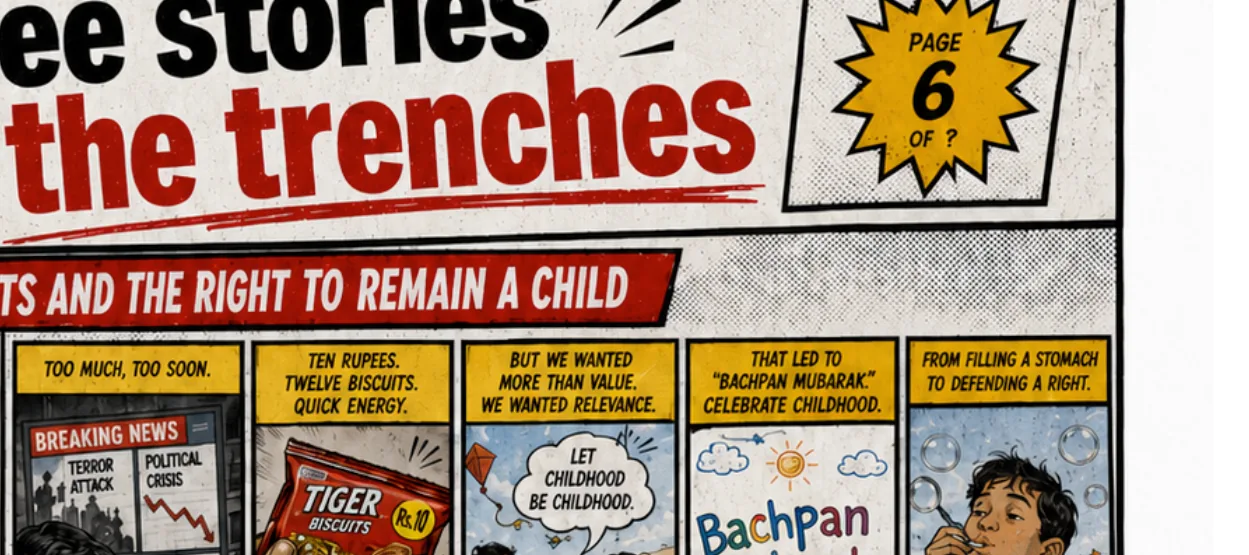 ee stories
the trenches
PAGE
6
OF ?
TS AND THE RIGHT TO REMAIN A CHILD
TOO MUCH, TOO SOON.
BREAKING NEWS
TERROR
ATTACK
POLITICAL
CRISIS
TEN RUPEES.
TWELVE BISCUITS.
QUICK ENERGY.
TIGER
BISCUITS
Rs.10
BUT WE WANTED
MORE THAN VALUE.
WE WANTED RELEVANCE.
LET
CHILDHOOD
BE CHILDHOOD.
THAT LED TO
"BACHPAN MUBARAK."
CELEBRATE CHILDHOOD.
Bachpan
FROM FILLING A STOMACH
TO DEFENDING A RIGHT.